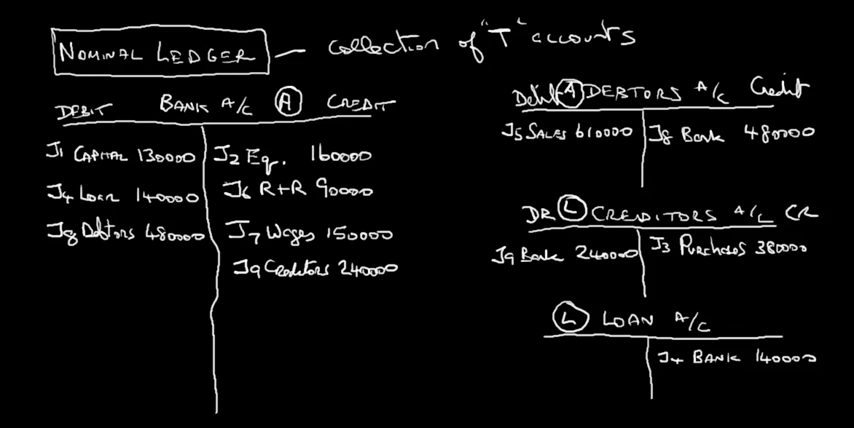 NOMINAL LEDGER - collection of "T" accounts
DEBIT BANK A/C A CREDIT
J1 CAPITAL 130000 J2 Eq. 160000
J4 Loan 140000 J6 R+R 90000
J8 Debtors 480000 J7 Wages 150000
J9 Creditors 240000
Debit A DEBTORS A/C Credit
J5 SALES 610000 J8 Bank 480000
DR L CREDITORS A/C CR
J9 Bank 240000 J3 Purchases 380000
L LOAN A/C
J4 BANK 140000